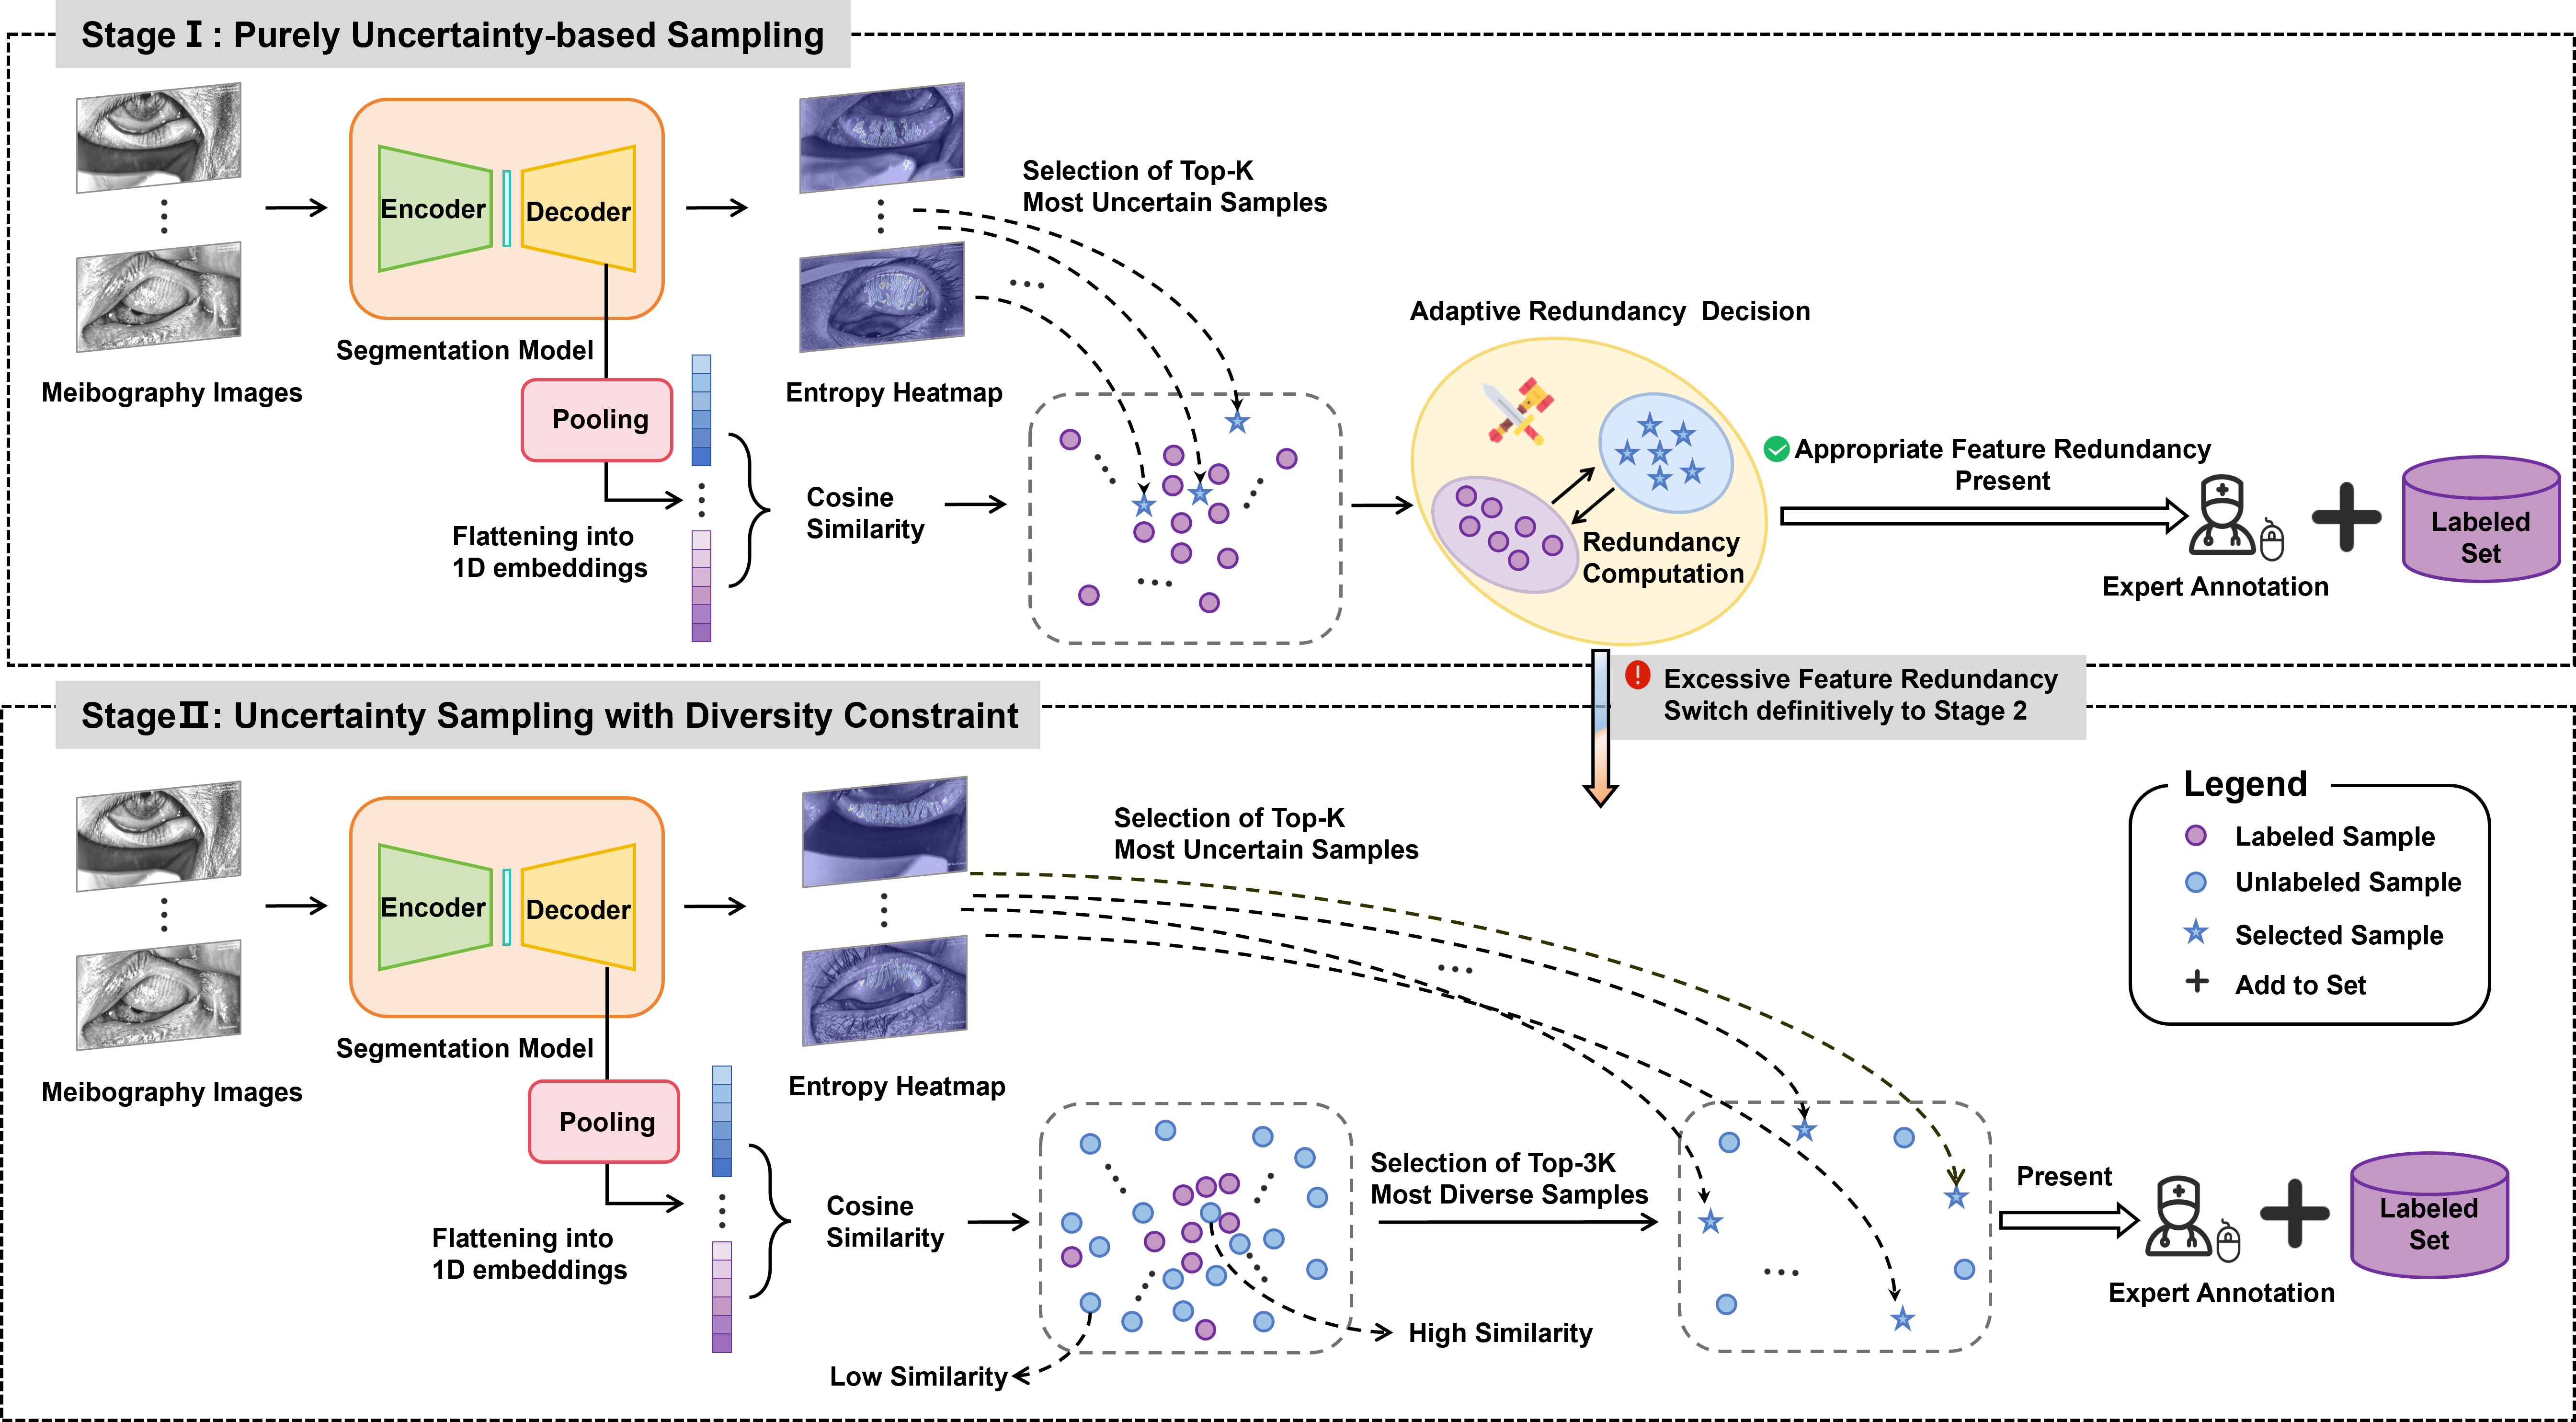 Stage Ⅰ: Purely Uncertainty-based Sampling
Encoder
Decoder
Segmentation Model
Meibography Images
Pooling
Flattening into
1D embeddings
Entropy Heatmap
Selection of Top-K
Most Uncertain Samples
Cosine
Similarity
Adaptive Redundancy Decision
Redundancy
Computation
Appropriate Feature Redundancy
Present
Expert Annotation
Labeled
Set
Excessive Feature Redundancy
Switch definitively to Stage 2
StageⅡ: Uncertainty Sampling with Diversity Constraint
Encoder
Decoder
Segmentation Model
Meibography Images
Pooling
Flattening into
1D embeddings
Entropy Heatmap
Selection of Top-K
Most Uncertain Samples
Cosine
Similarity
Low Similarity
High Similarity
Selection of Top-3K
Most Diverse Samples
Present
Expert Annotation
Labeled
Set
Legend
Labeled Sample
Unlabeled Sample
Selected Sample
Add to Set